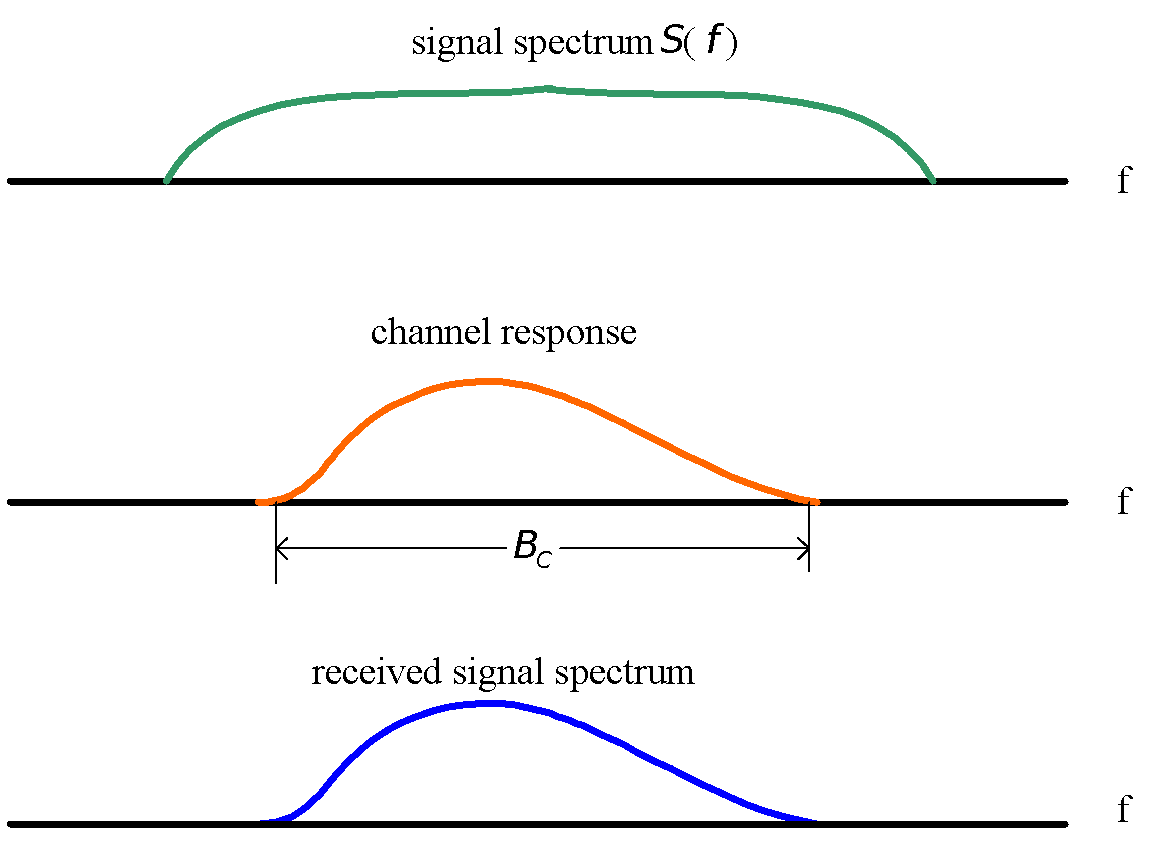 signal spectrum S( f )
f
channel response
f
B_C
received signal spectrum
f